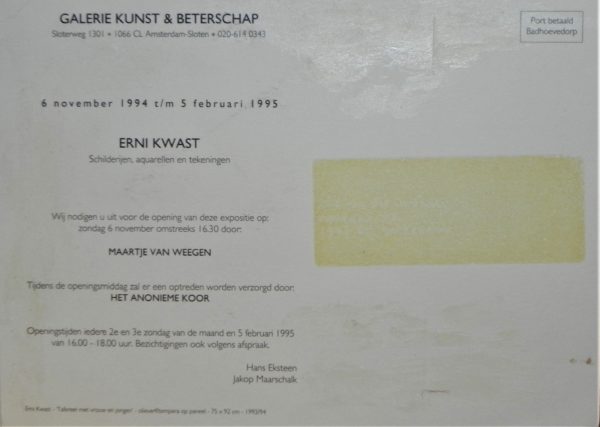 GALERIE KUNST & BETERSCHAP
Sloterweg 1301 • 1066 CL Amsterdam-Sloten • 020-614 0343
Port betaald
Badhoevedorp
6 november 1994 t/m 5 februari 1995
ERNI KWAST
Schilderijen, aquarellen en tekeningen
Wij nodigen u uit voor de opening van deze expositie op:
zondag 6 november omstreeks 16.30 door:
MAARTJE VAN WEEGEN
Tijdens de openingsmiddag zal er een optreden worden verzorgd door:
HET ANONIEME KOOR
Openingstijden iedere 2e en 3e zondag van de maand en 5 februari 1995
van 16.00 - 18.00 uur. Bezichtigingen ook volgens afspraak.
Hans Eksteen
Jakop Maarschalk
Erni Kwast - 'Tafereel met vrouw en jongen' - olieverf/tempera op paneel - 75 x 92 cm - 1993/94